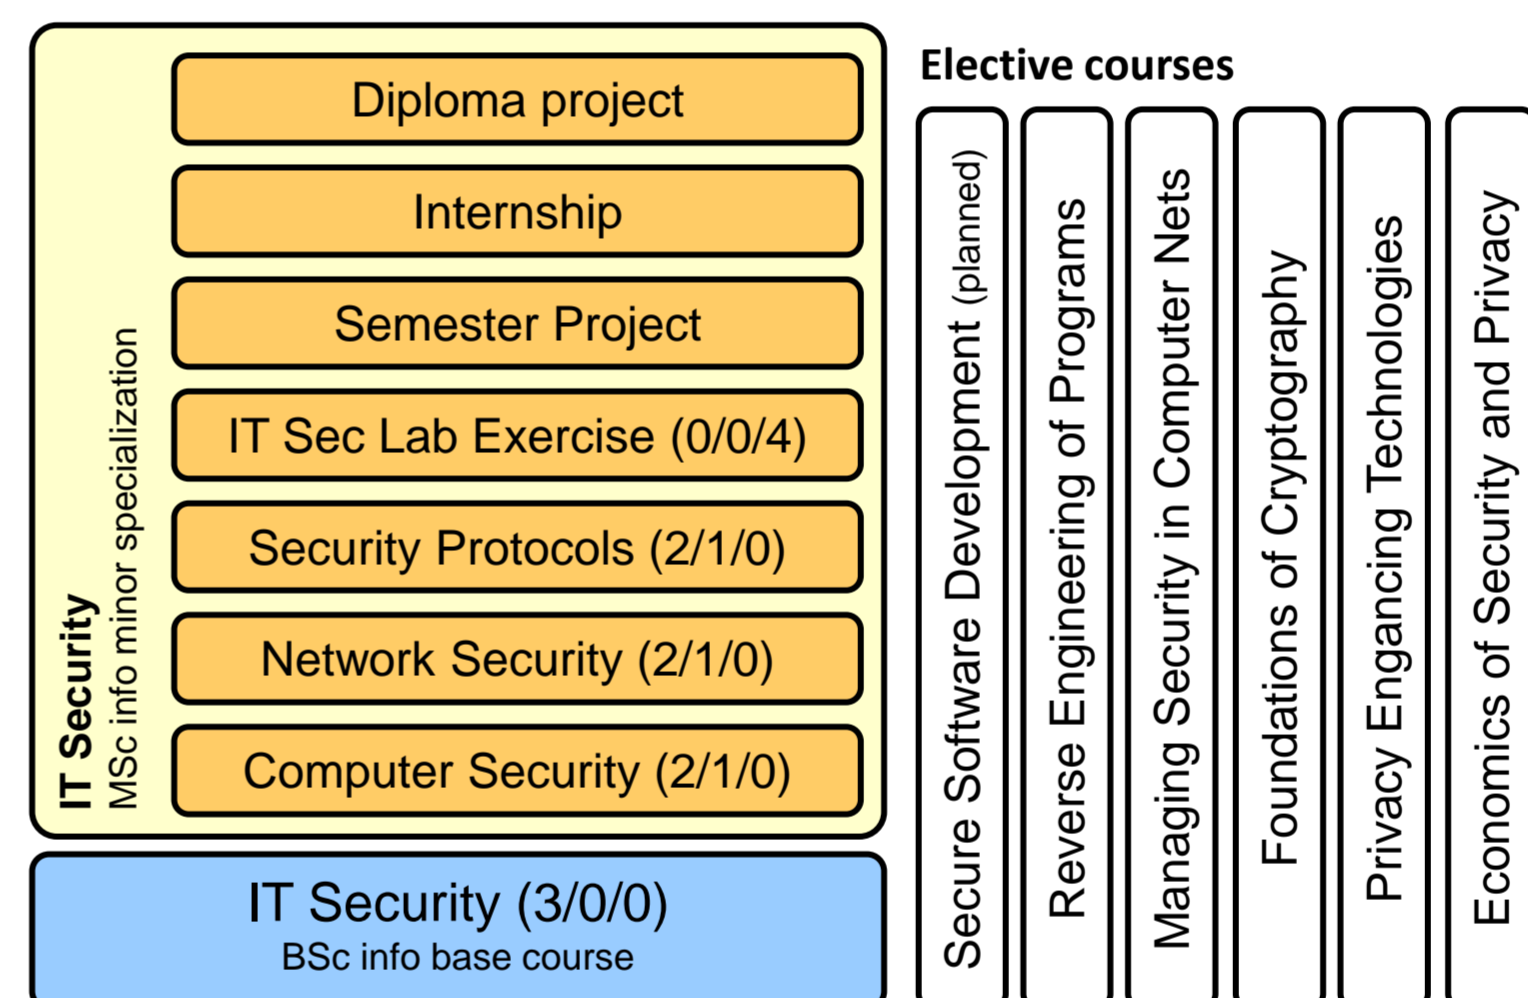 Diploma project
Internship
Semester Project
IT Sec Lab Exercise (0/0/4)
Security Protocols (2/1/0)
Network Security (2/1/0)
Computer Security (2/1/0)
IT Security
MSc info minor specialization
IT Security (3/0/0)
BSc info base course
Elective courses
Secure Software Development (planned)
Reverse Engineering of Programs
Managing Security in Computer Nets
Foundations of Cryptography
Privacy Engancing Technologies
Economics of Security and Privacy